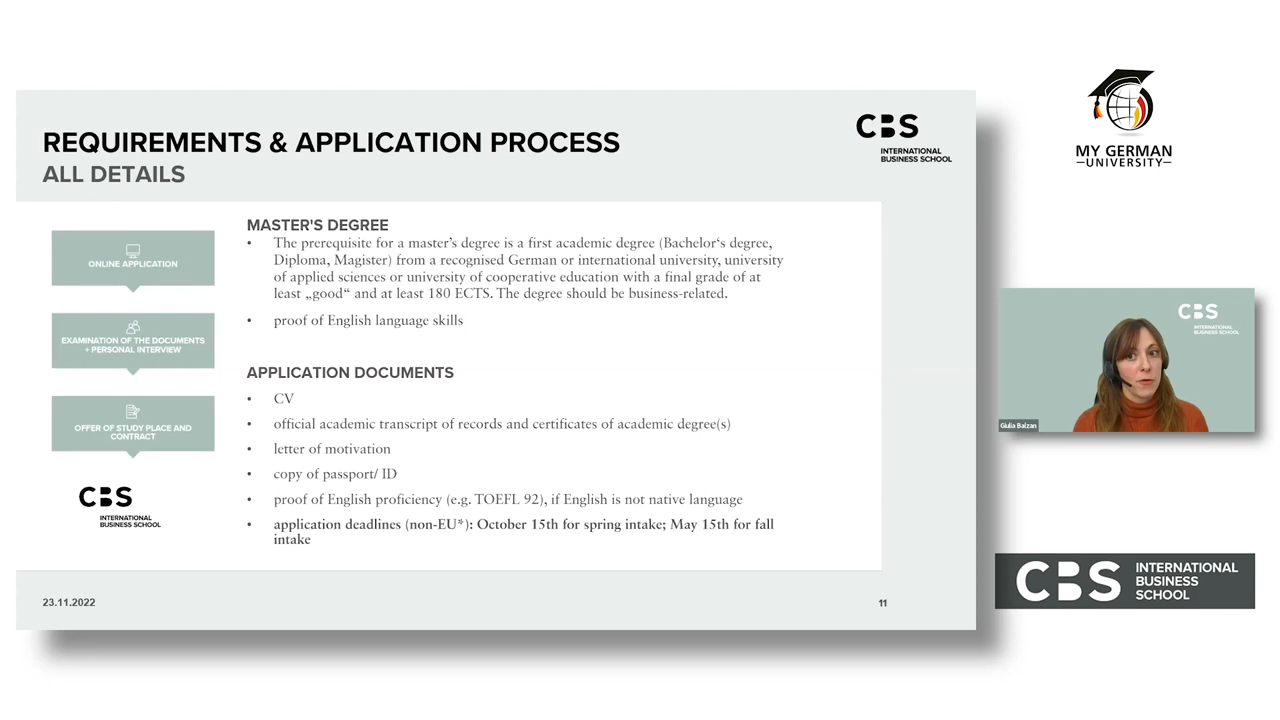 REQUIREMENTS & APPLICATION PROCESS
ALL DETAILS
CBS
INTERNATIONAL
BUSINESS SCHOOL
ONLINE APPLICATION
EXAMINATION OF THE DOCUMENTS
+ PERSONAL INTERVIEW
OFFER OF STUDY PLACE AND
CONTRACT
CBS
INTERNATIONAL
BUSINESS SCHOOL
MASTER'S DEGREE
• The prerequisite for a master's degree is a first academic degree (Bachelor‘s degree,
Diploma, Magister) from a recognised German or international university, university
of applied sciences or university of cooperative education with a final grade of at
least „good“ and at least 180 ECTS. The degree should be business-related.
• proof of English language skills
APPLICATION DOCUMENTS
• CV
• official academic transcript of records and certificates of academic degree(s)
• letter of motivation
• copy of passport/ ID
• proof of English proficiency (e.g. TOEFL 92), if English is not native language
• application deadlines (non-EU*): October 15th for spring intake; May 15th for fall
intake
23.11.2022
11
MY GERMAN
UNIVERSITY
CBS
INTERNATIONAL
BUSINESS SCHOOL
Giulia Balzan
CBS
INTERNATIONAL
BUSINESS
SCHOOL